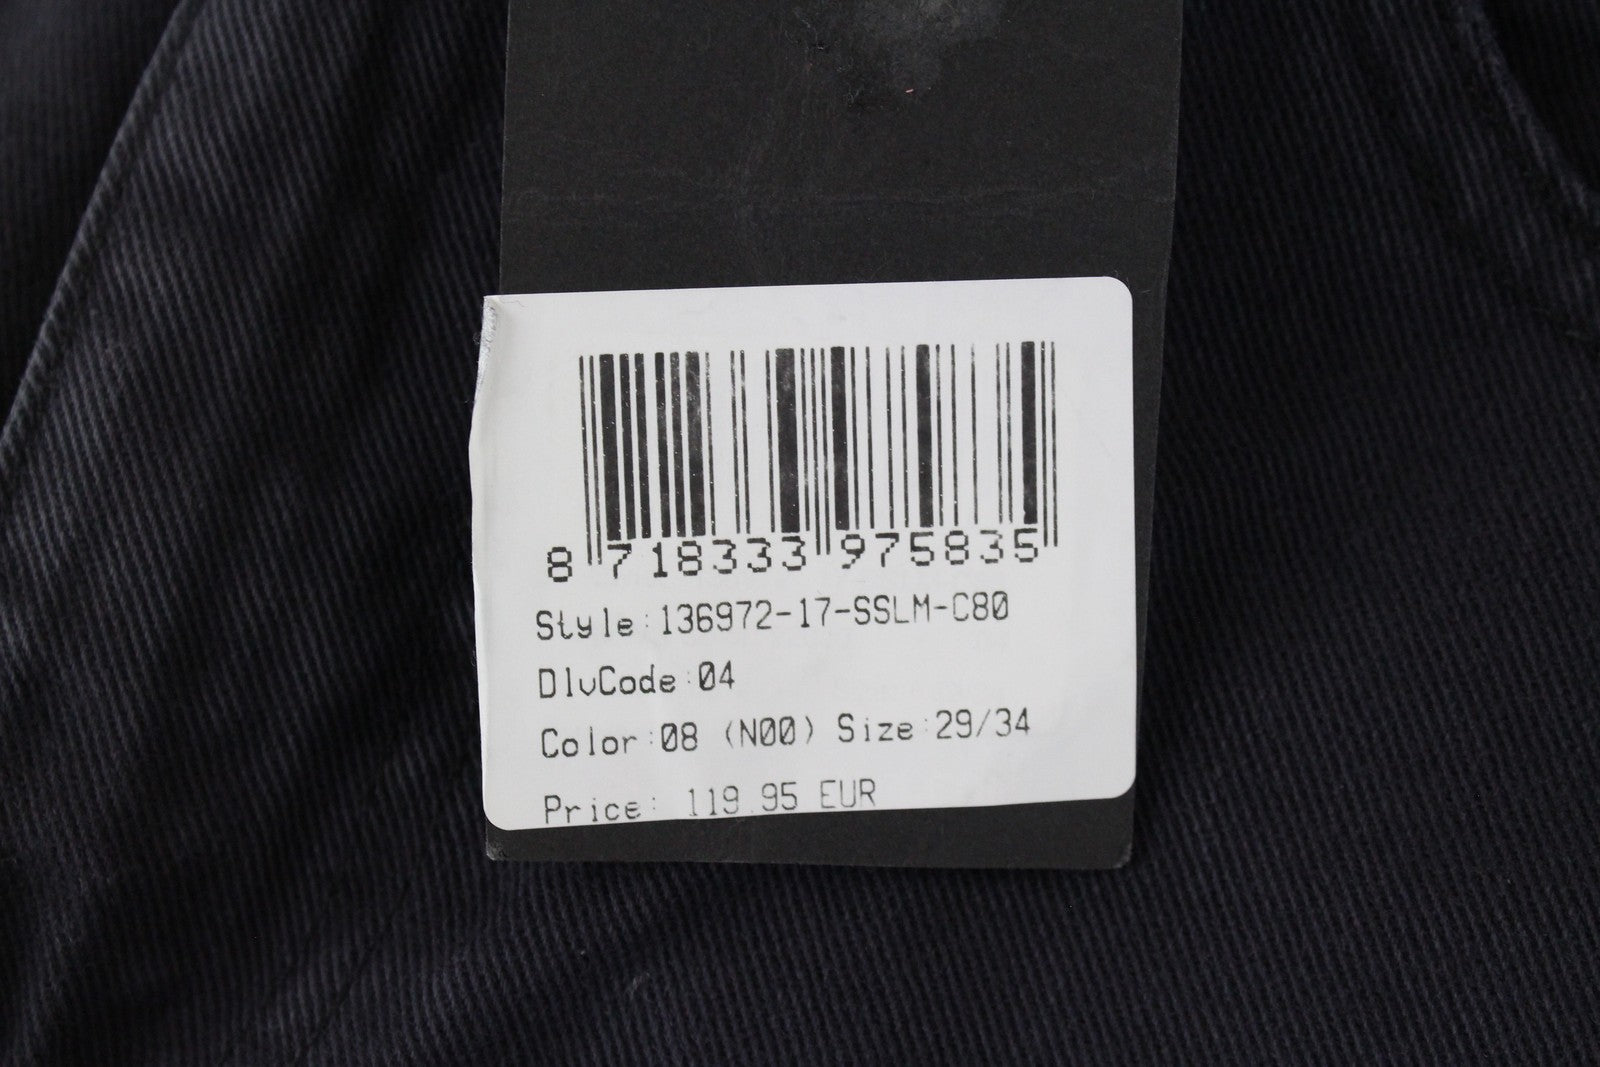 8 718333 975835
Style:136972-17-SSLM-C80
DlvCode:04
Color:08 (N00) Size:29/34
Price: 119.95 EUR